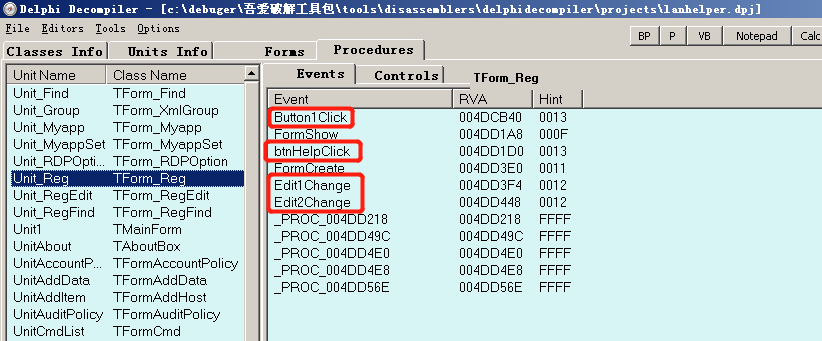 Delphi Decompiler - [c:\debuger\吾爱破解工具包\tools\disassemblers\delphidecompiler\projects\lanhelper.dpj]
File Editors Tools Options
BP P VB Notepad Calc
Classes Info Units Info Forms Procedures
Events Controls TForm_Reg
Unit Name Class Name
Unit_Find TForm_Find
Unit_Group TForm_XmlGroup
Unit_Myapp TForm_Myapp
Unit_MyappSet TForm_MyappSet
Unit_RDPOpti... TForm_RDPOption
Unit_Reg TForm_Reg
Unit_RegEdit TForm_RegEdit
Unit_RegFind TForm_RegFind
Unit1 TMainForm
UnitAbout TAboutBox
UnitAccountP... TFormAccountPolicy
UnitAddData TFormAddData
UnitAddItem TFormAddHost
UnitAuditPolicy TFormAuditPolicy
UnitCmdList TFormCmd
Event RVA Hint
Button1Click 004DCB40 0013
FormShow 004DD1A8 000F
btnHelpClick 004DD1D0 0013
FormCreate 004DD3E0 0011
Edit1Change 004DD3F4 0012
Edit2Change 004DD448 0012
_PROC_004DD218 004DD218 FFFF
_PROC_004DD49C 004DD49C FFFF
_PROC_004DD4E0 004DD4E0 FFFF
_PROC_004DD4E8 004DD4E8 FFFF
_PROC_004DD56E 004DD56E FFFF